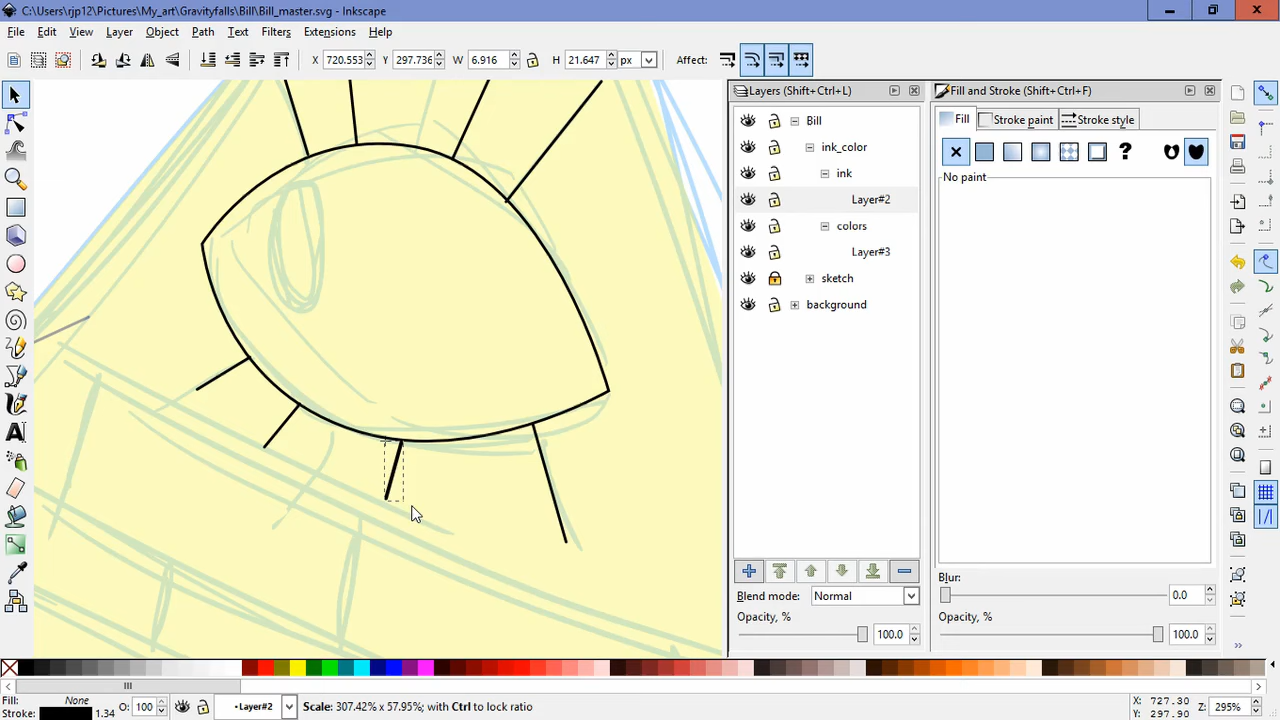 C:\Users\rjp12\Pictures\My_art\Gravityfalls\Bill\Bill_master.svg - Inkscape
File Edit View Layer Object Path Text Filters Extensions Help
X 720.553 Y 297.736 W 6.916 H 21.647 px Affect:
Layers (Shift+Ctrl+L)
Fill and Stroke (Shift+Ctrl+F)
Bill
Fill Stroke paint Stroke style
ink_color
ink
No paint
Layer#2
colors
Layer#3
sketch
background
Blur:
0.0
Blend mode: Normal
Opacity, % 100.0
Opacity, % 100.0
Fill: None
Stroke: 1.34 O: 100 •Layer#2 Scale: 307.42% x 57.95%; with Ctrl to lock ratio
X: 727.30
Y: 297.90
Z: 295%